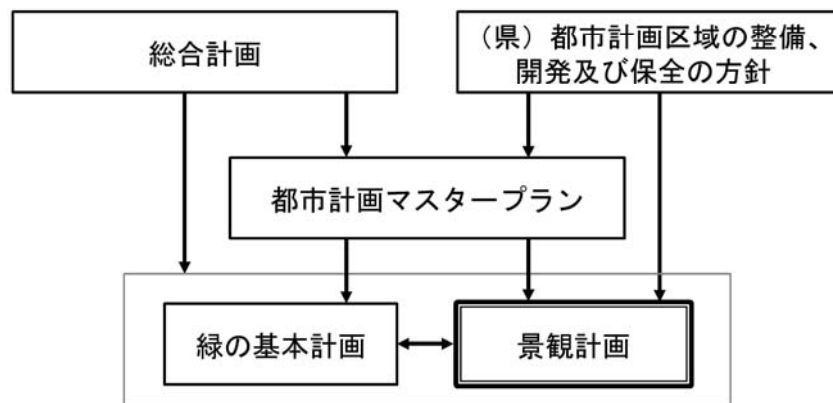 総合計画
（県）都市計画区域の整備、
開発及び保全の方針
都市計画マスタープラン
緑の基本計画
景観計画